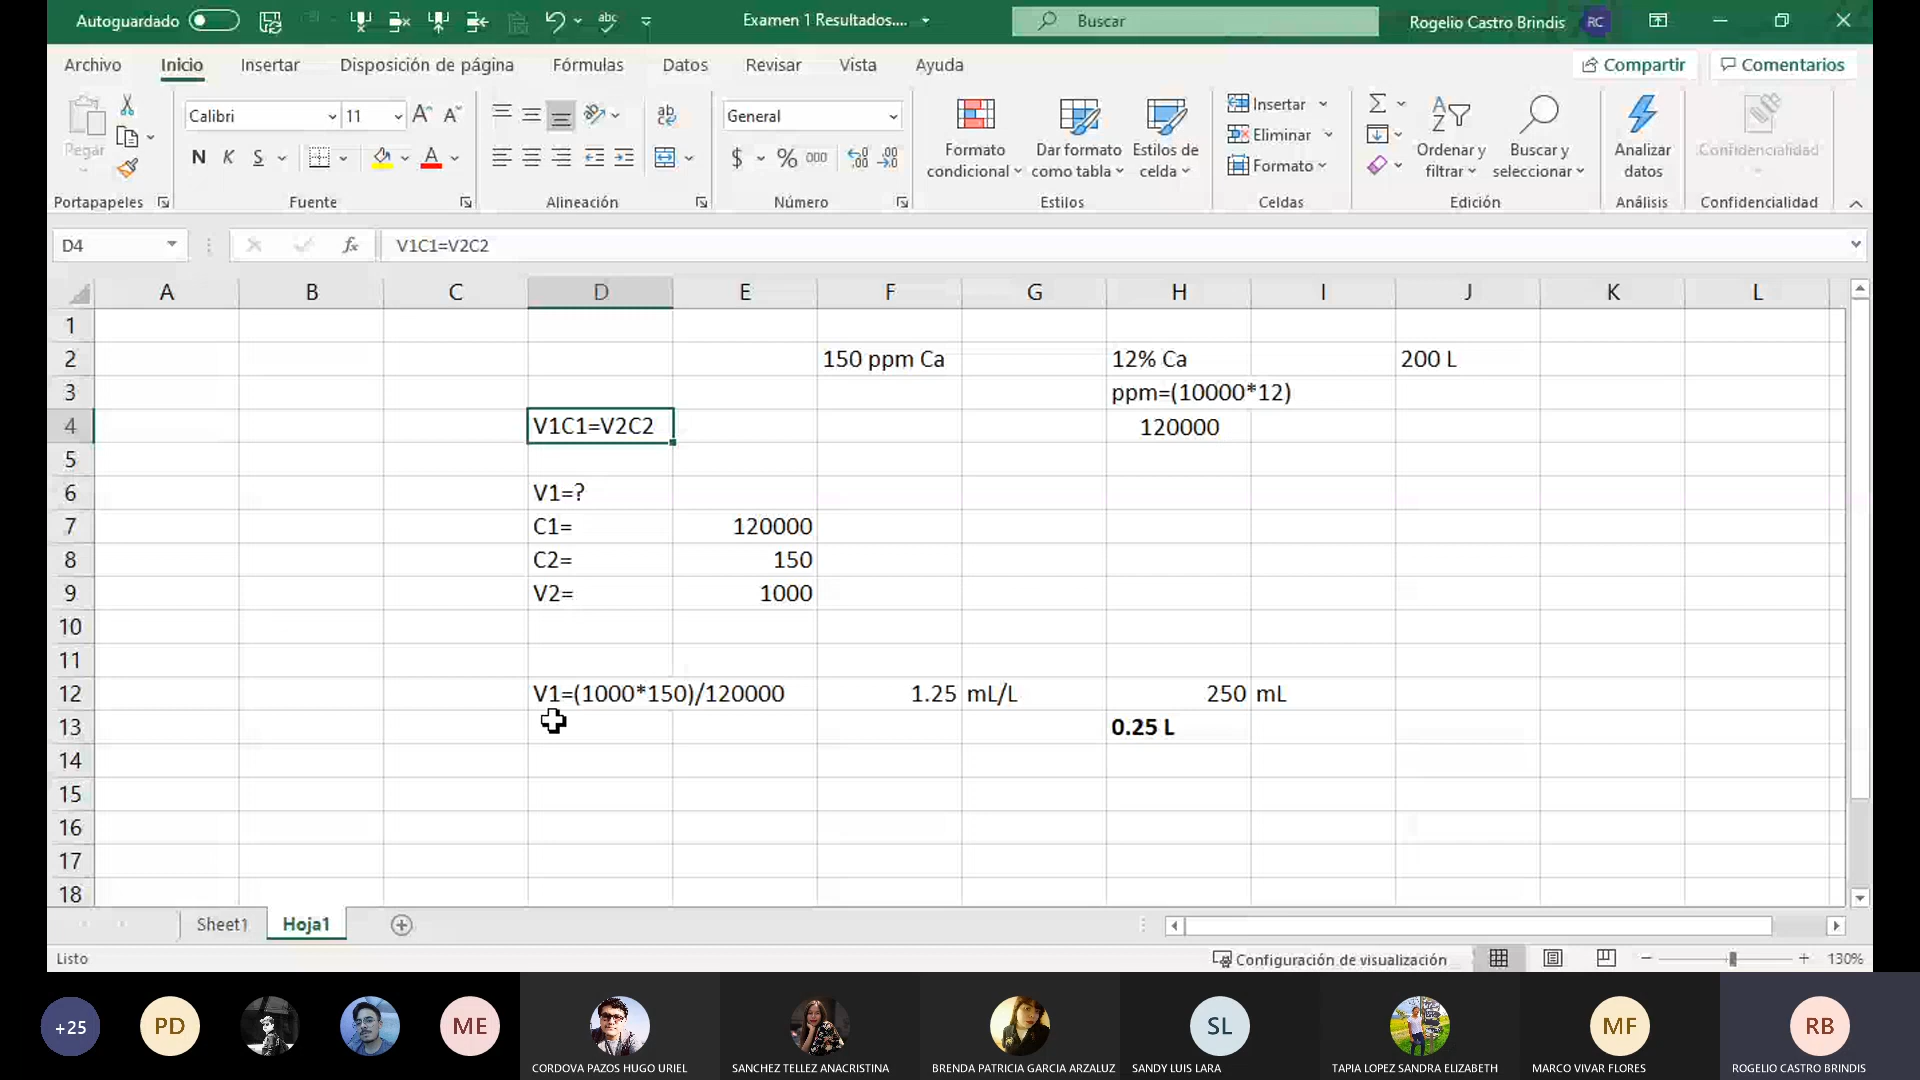 Autoguardado
Examen 1 Resultados....
Buscar
Rogelio Castro Brindis
RC
Archivo
Inicio
Insertar
Disposición de página
Fórmulas
Datos
Revisar
Vista
Ayuda
Compartir
Comentarios
Pegar
Calibri
11
N K S
General
$ % 000
Formato condicional
Dar formato como tabla
Estilos de celda
Insertar
Eliminar
Formato
Ordenar y filtrar
Buscar y seleccionar
Analizar datos
Confidencialidad
Portapapeles
Fuente
Alineación
Número
Estilos
Celdas
Edición
Análisis
Confidencialidad
D4
fx
V1C1=V2C2
A B C D E F G H I J K L
1
2 150 ppm Ca 12% Ca 200 L
3 ppm=(10000*12)
4 V1C1=V2C2 120000
5
6 V1=?
7 C1= 120000
8 C2= 150
9 V2= 1000
10
11
12 V1=(1000*150)/120000 1.25 mL/L 250 mL
13 0.25 L
14
15
16
17
18
Sheet1
Hoja1
Listo
Configuración de visualización
130%
+25
PD
ME
SL
MF
RB
CORDOVA PAZOS HUGO URIEL
SANCHEZ TELLEZ ANACRISTINA
BRENDA PATRICIA GARCIA ARZALUZ
SANDY LUIS LARA
TAPIA LOPEZ SANDRA ELIZABETH
MARCO VIVAR FLORES
ROGELIO CASTRO BRINDIS